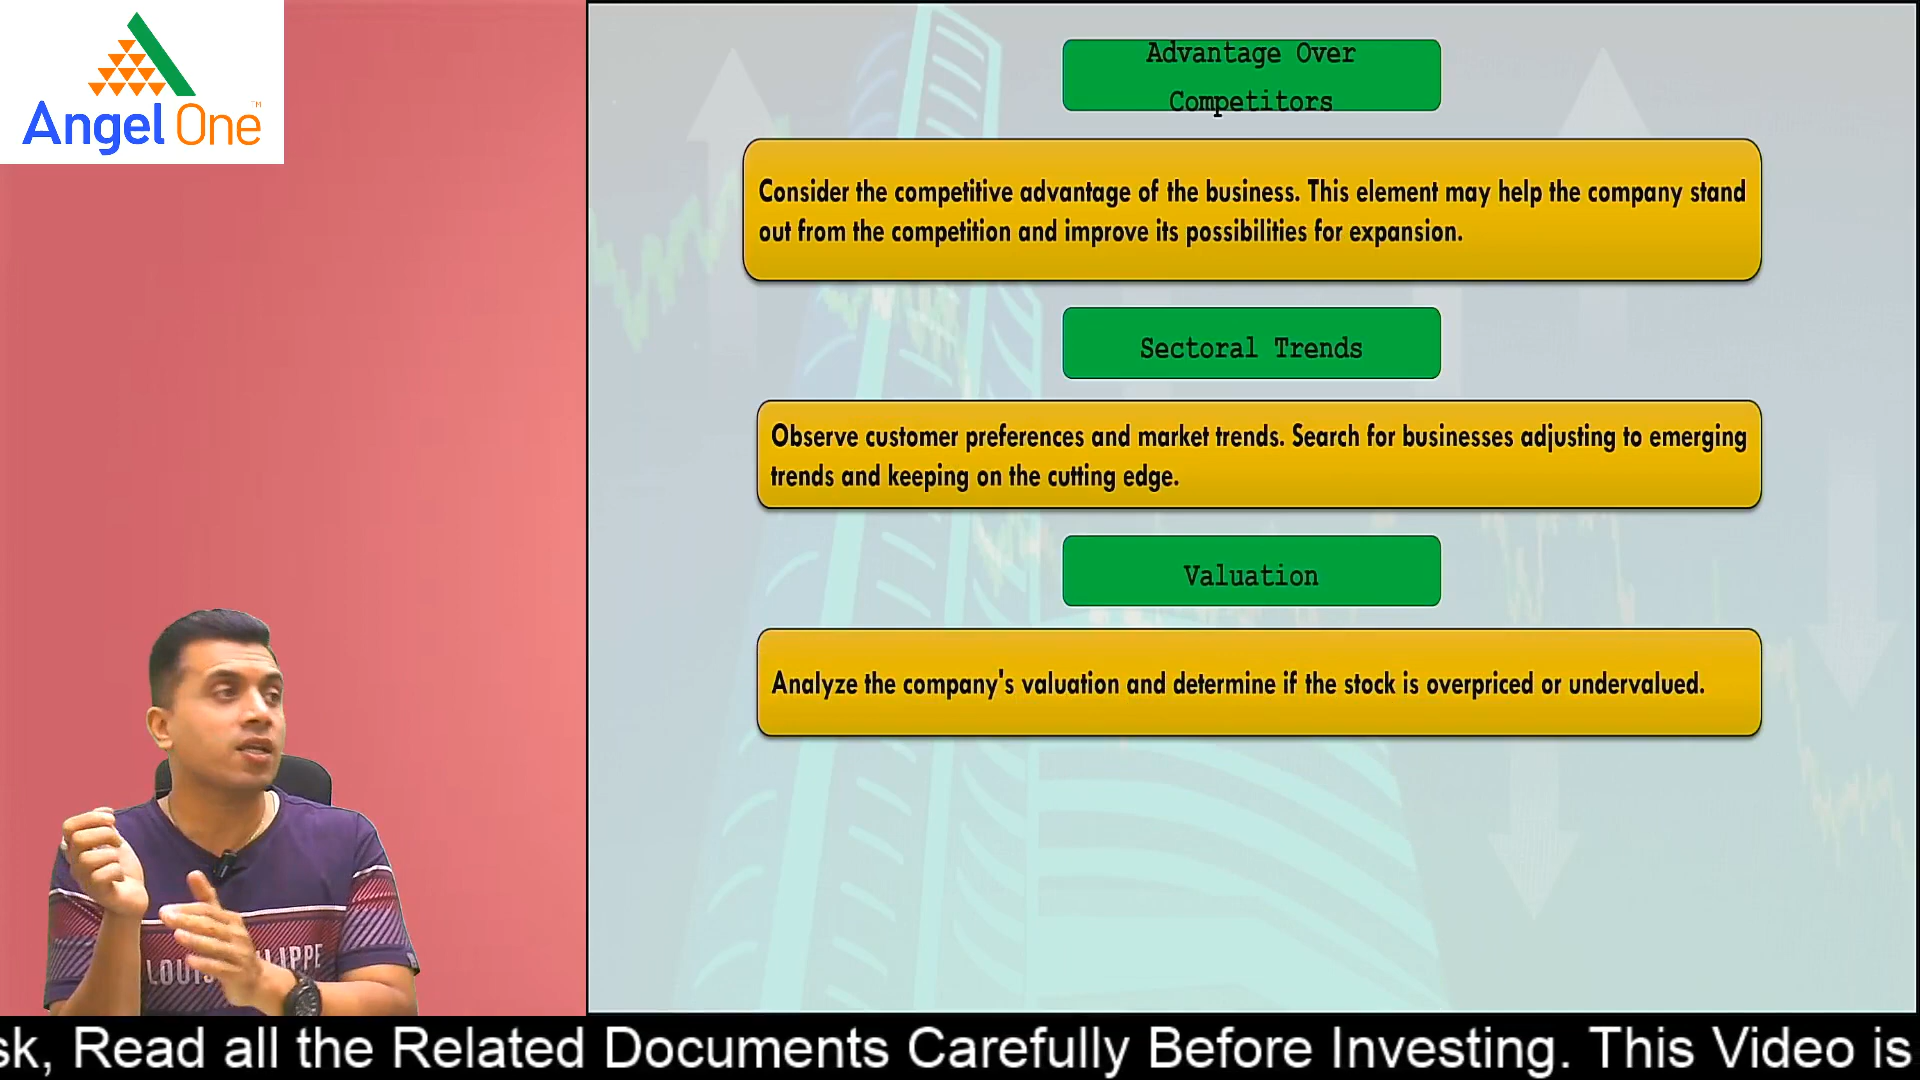 Angel One
TM
Advantage Over
Competitors
Consider the competitive advantage of the business. This element may help the company stand
out from the competition and improve its possibilities for expansion.
Sectoral Trends
Observe customer preferences and market trends. Search for businesses adjusting to emerging
trends and keeping on the cutting edge.
Valuation
Analyze the company's valuation and determine if the stock is overpriced or undervalued.
sk, Read all the Related Documents Carefully Before Investing. This Video is